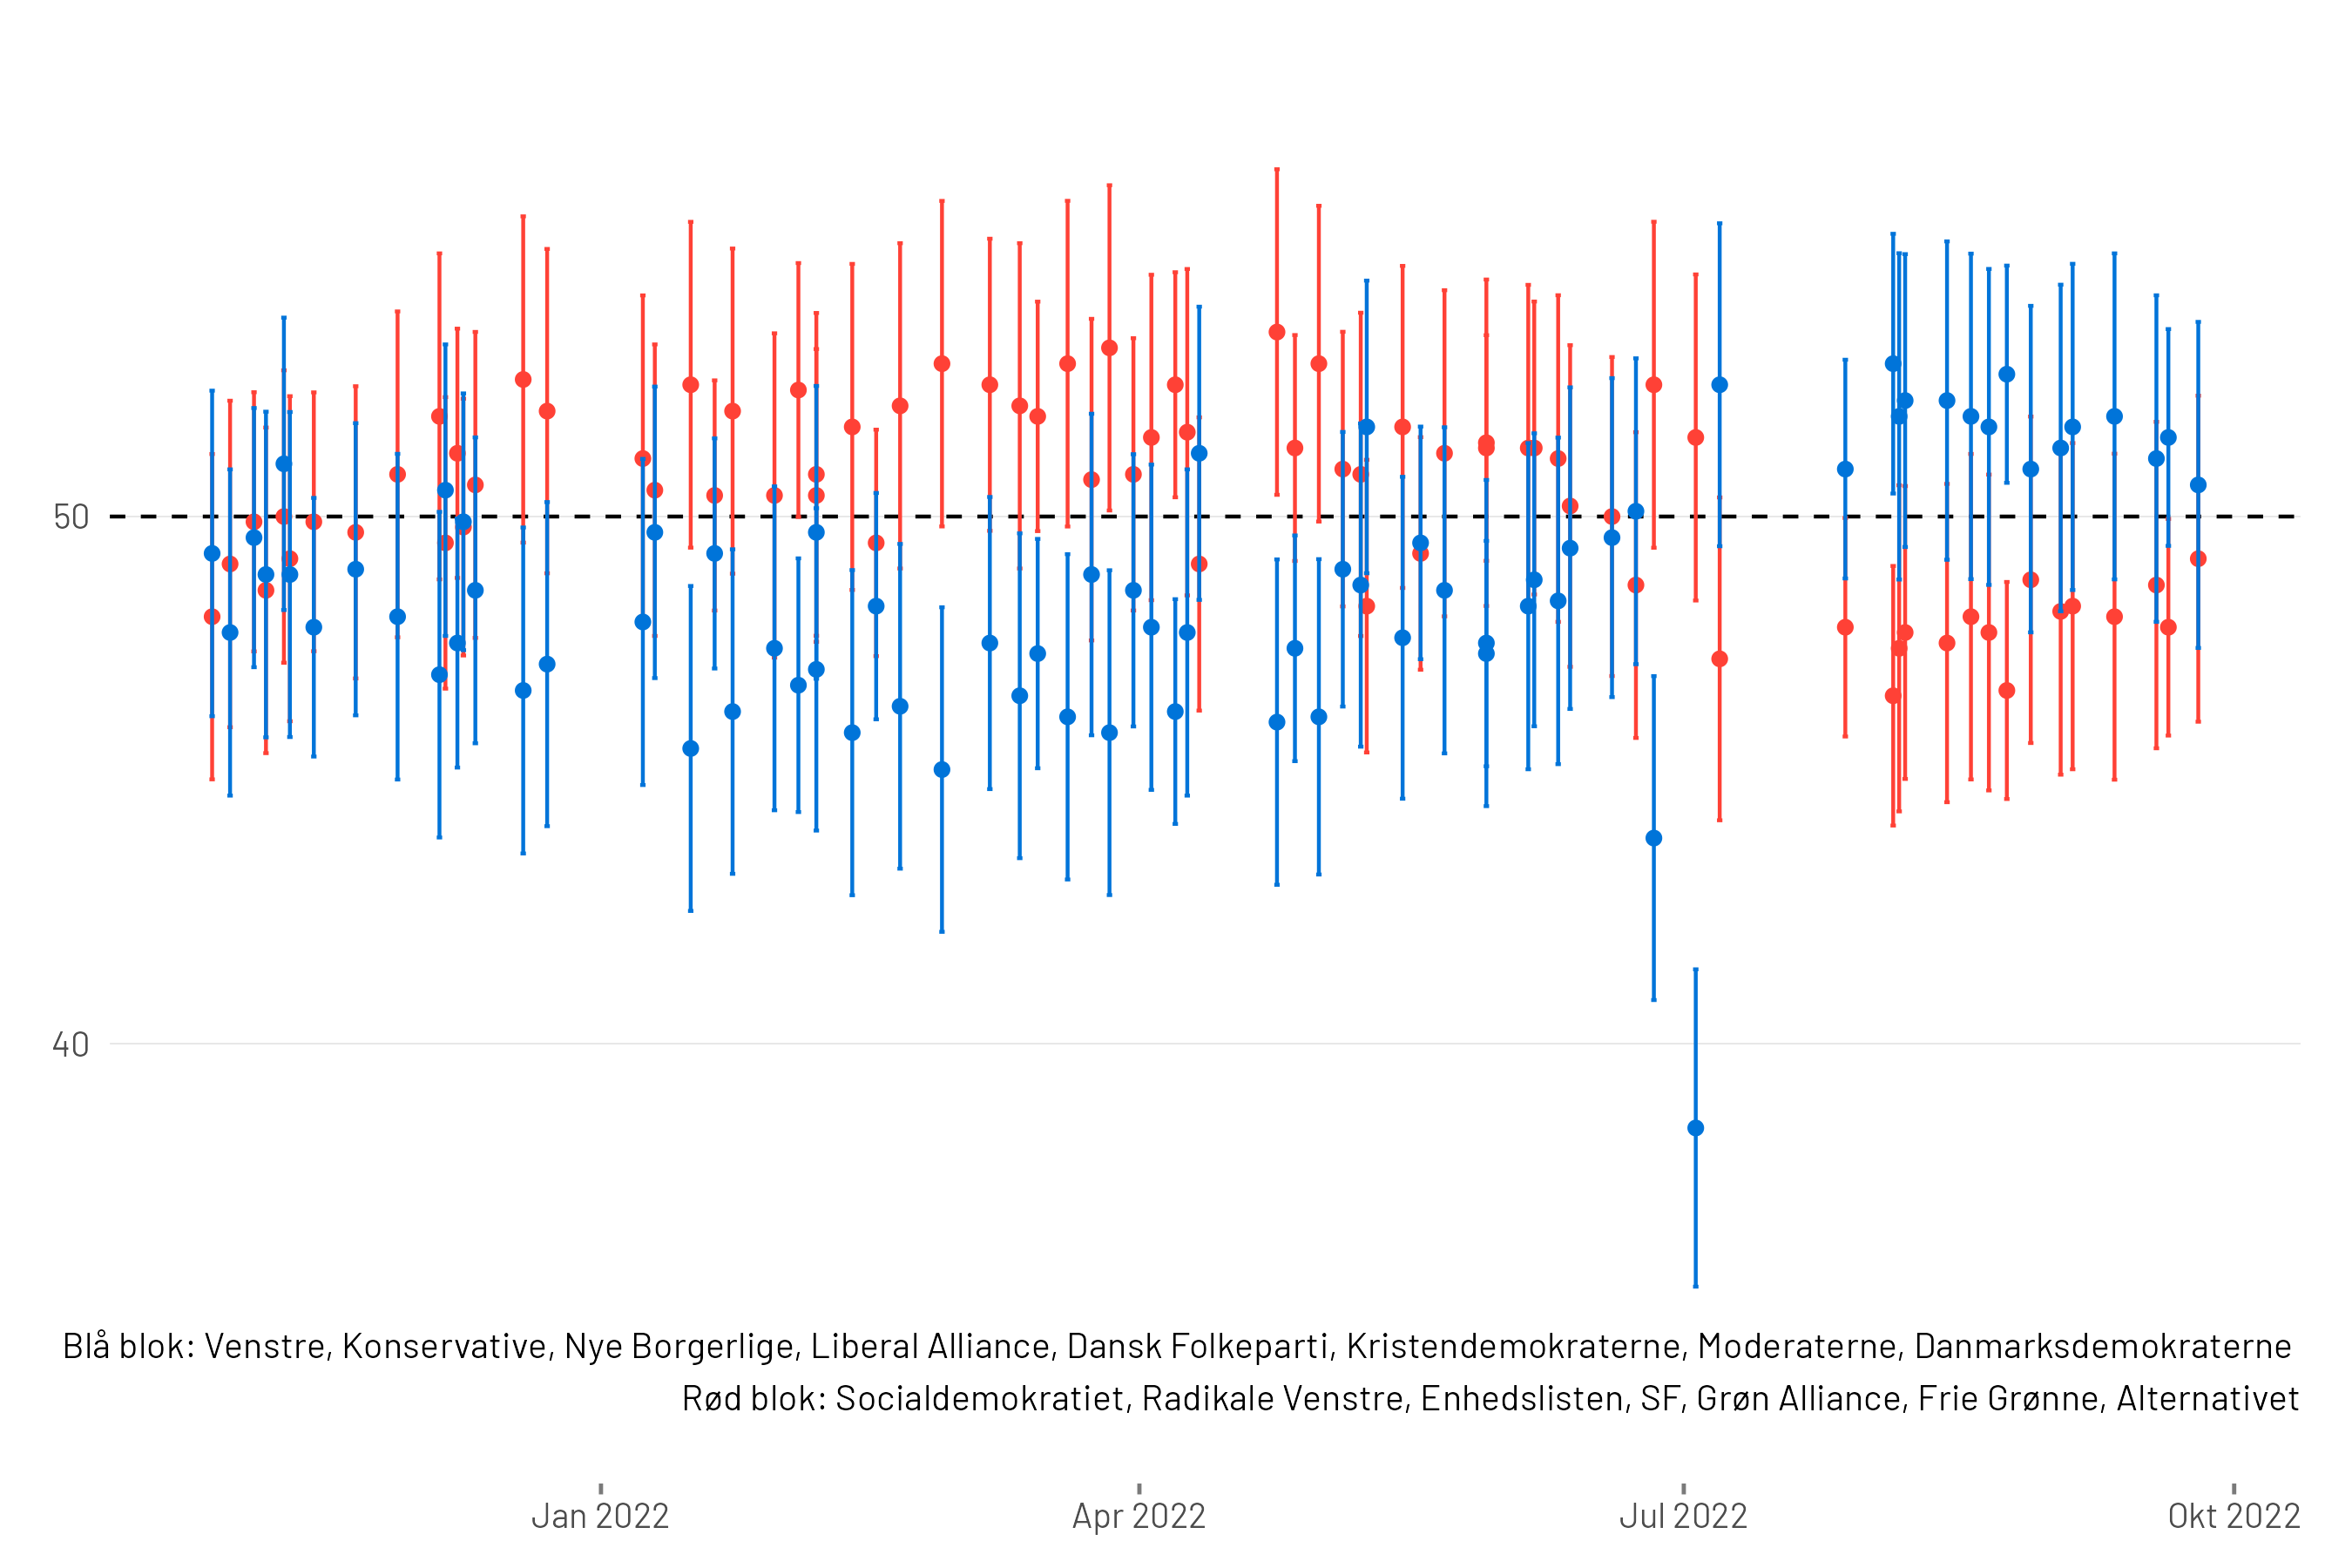 50
40
Blå blok: Venstre, Konservative, Nye Borgerlige, Liberal Alliance, Dansk Folkeparti, Kristendemokraterne, Moderaterne, Danmarksdemokraterne
Rød blok: Socialdemokratiet, Radikale Venstre, Enhedslisten, SF, Grøn Alliance, Frie Grønne, Alternativet
Jan 2022 Apr 2022 Jul 2022 Okt 2022